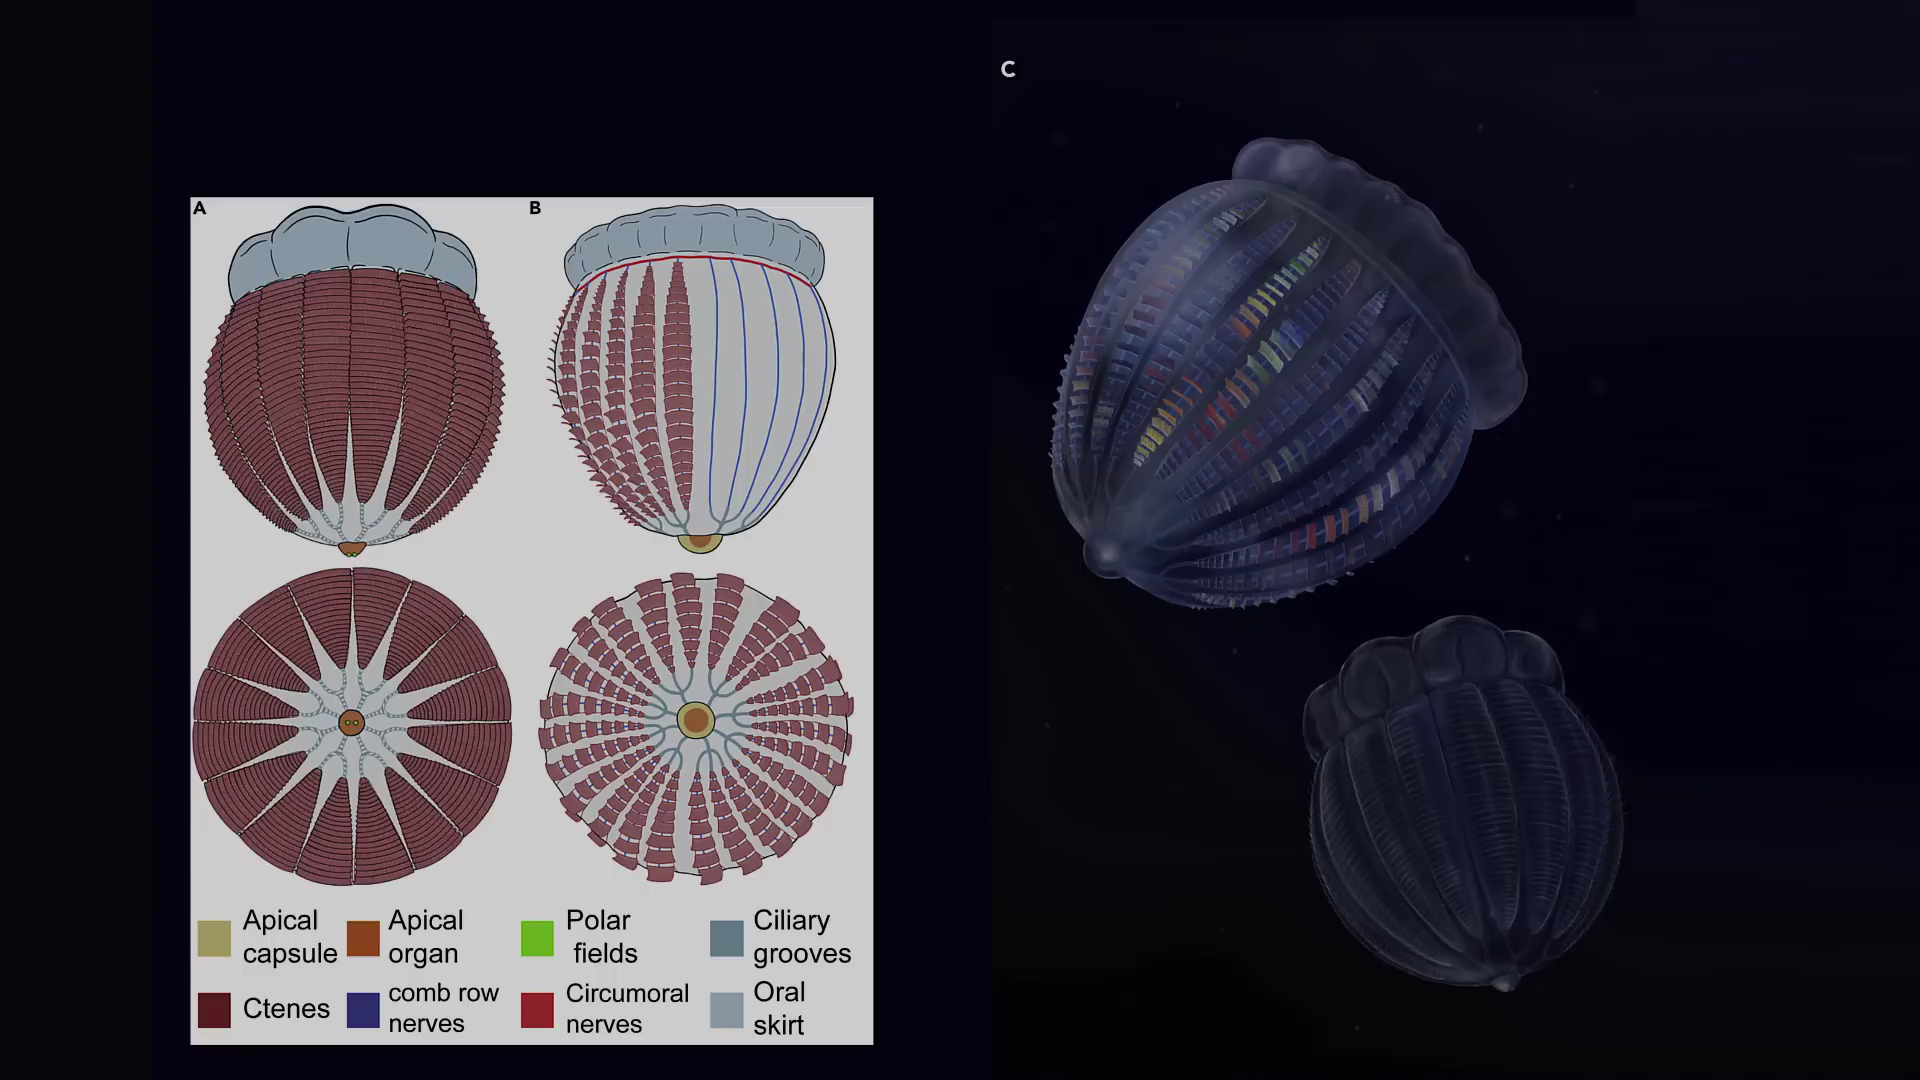 A
B
C
Apical
capsule
Apical
organ
Polar
fields
Ciliary
grooves
Ctenes
comb row
nerves
Circumoral
nerves
Oral
skirt